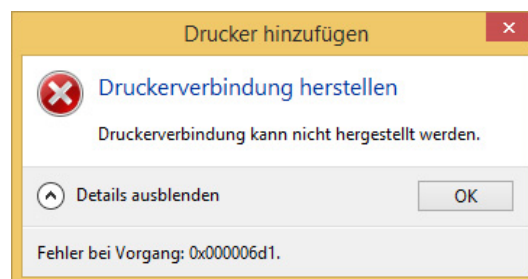 Drucker hinzufügen
Druckerverbindung herstellen
Druckerverbindung kann nicht hergestellt werden.
Details ausblenden
OK
Fehler bei Vorgang: 0x000006d1.